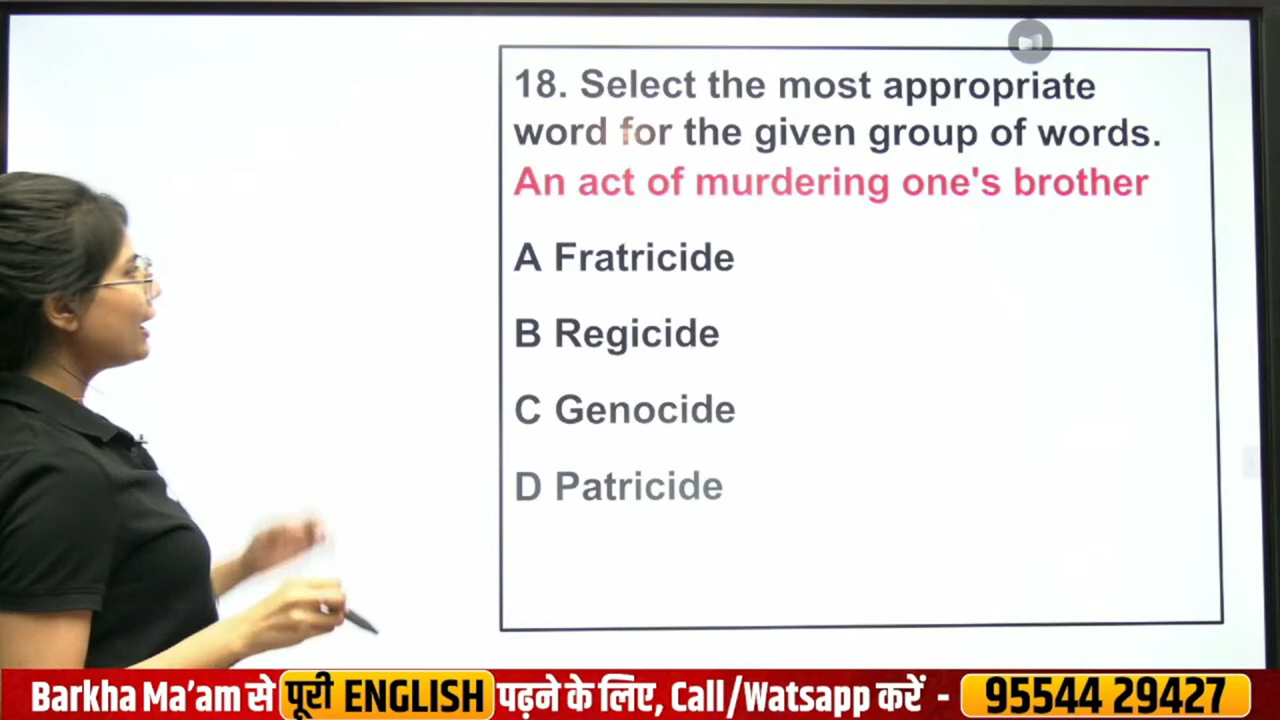 18. Select the most appropriate
word for the given group of words.
An act of murdering one's brother
A Fratricide
B Regicide
C Genocide
D Patricide
Barkha Ma'am से पूरी ENGLISH पढ़ने के लिए, Call/Watsapp करें - 95544 29427